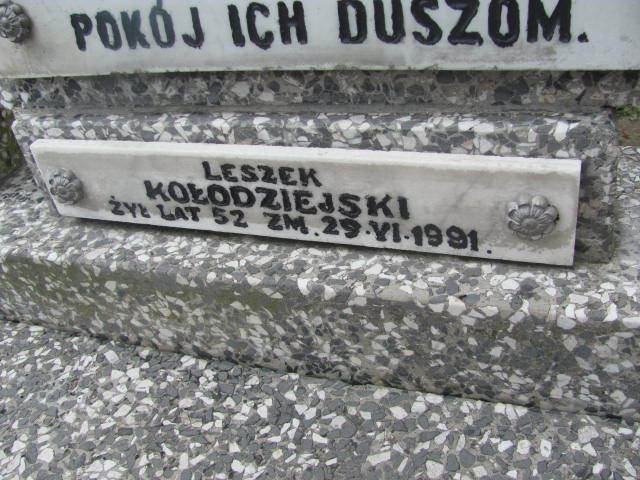 POKÓJ ICH DUSZOM.
LESZEK
KOŁODZIEJSKI
ŻYŁ LAT 52 ZM. 29.VI.1991.